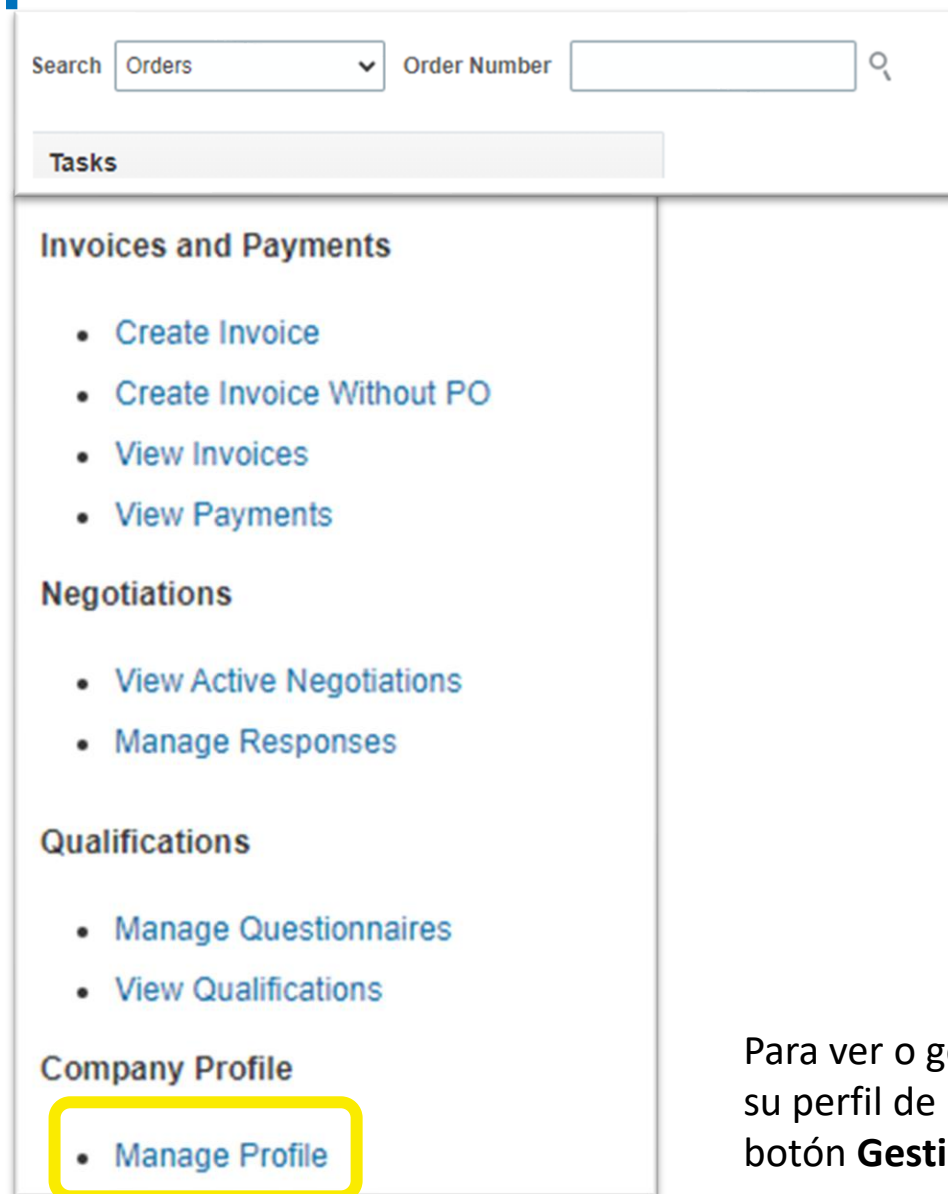 Search Orders Order Number
Tasks
Invoices and Payments
Create Invoice
Create Invoice Without PO
View Invoices
View Payments
Negotiations
View Active Negotiations
Manage Responses
Qualifications
Manage Questionnaires
View Qualifications
Company Profile
Manage Profile
Para ver o
su perfil de
botón